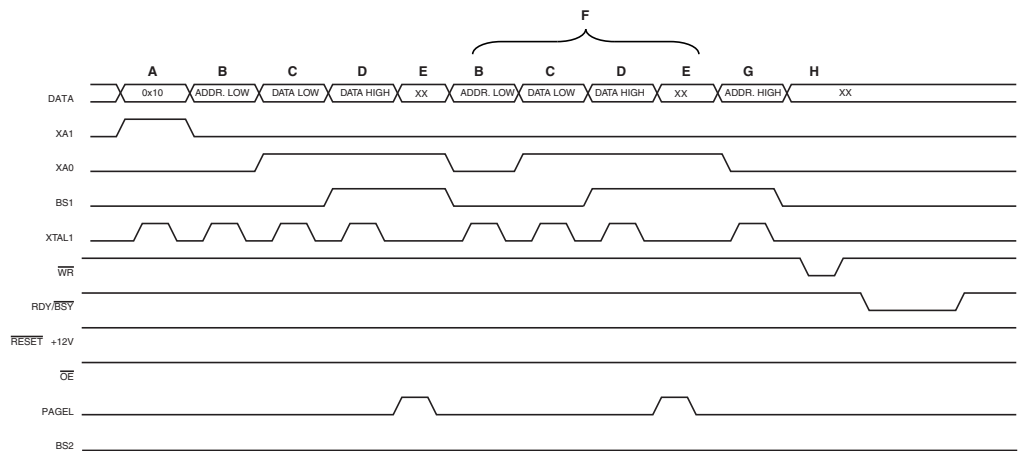 F
A B C D E B C D E G H
DATA 0x10 ADDR. LOW DATA LOW DATA HIGH XX ADDR. LOW DATA LOW DATA HIGH XX ADDR. HIGH XX
XA1
XA0
BS1
XTAL1
WR
RDY/BSY
RESET +12V
OE
PAGEL
BS2